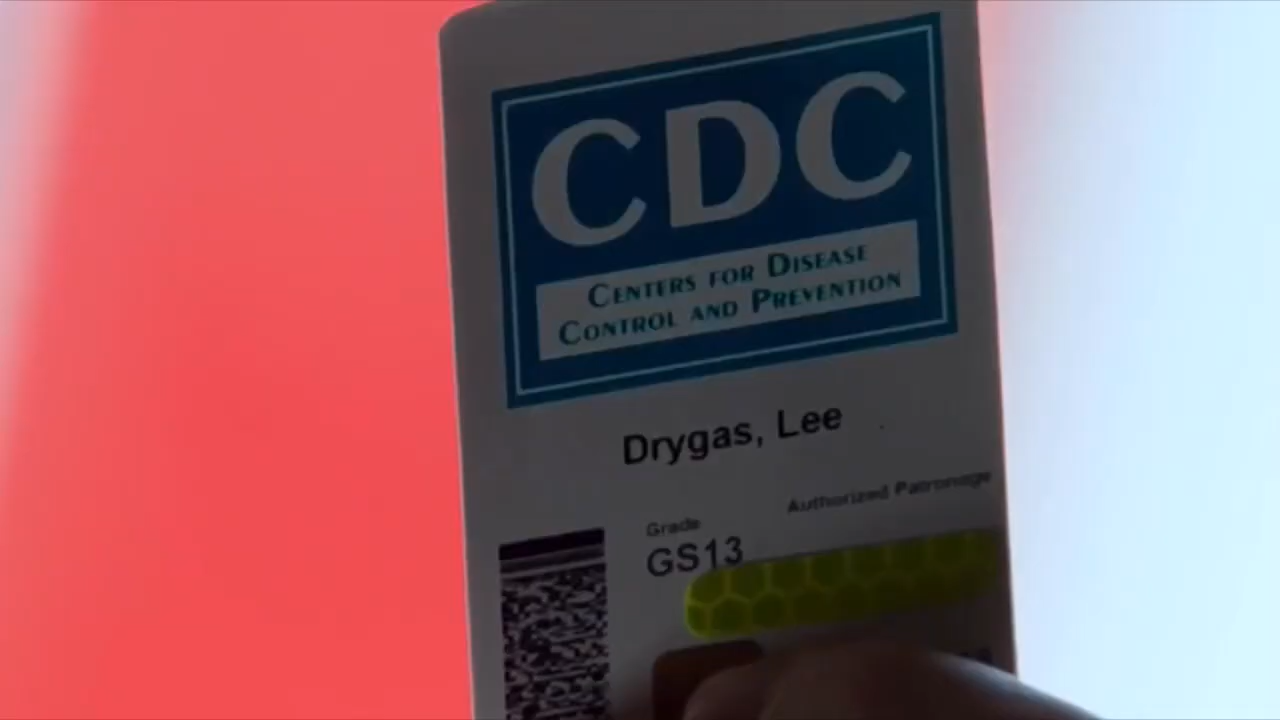 CDC
CENTERS FOR DISEASE
CONTROL AND PREVENTION
Drygas, Lee
Authorized Patronage
Grade
GS13